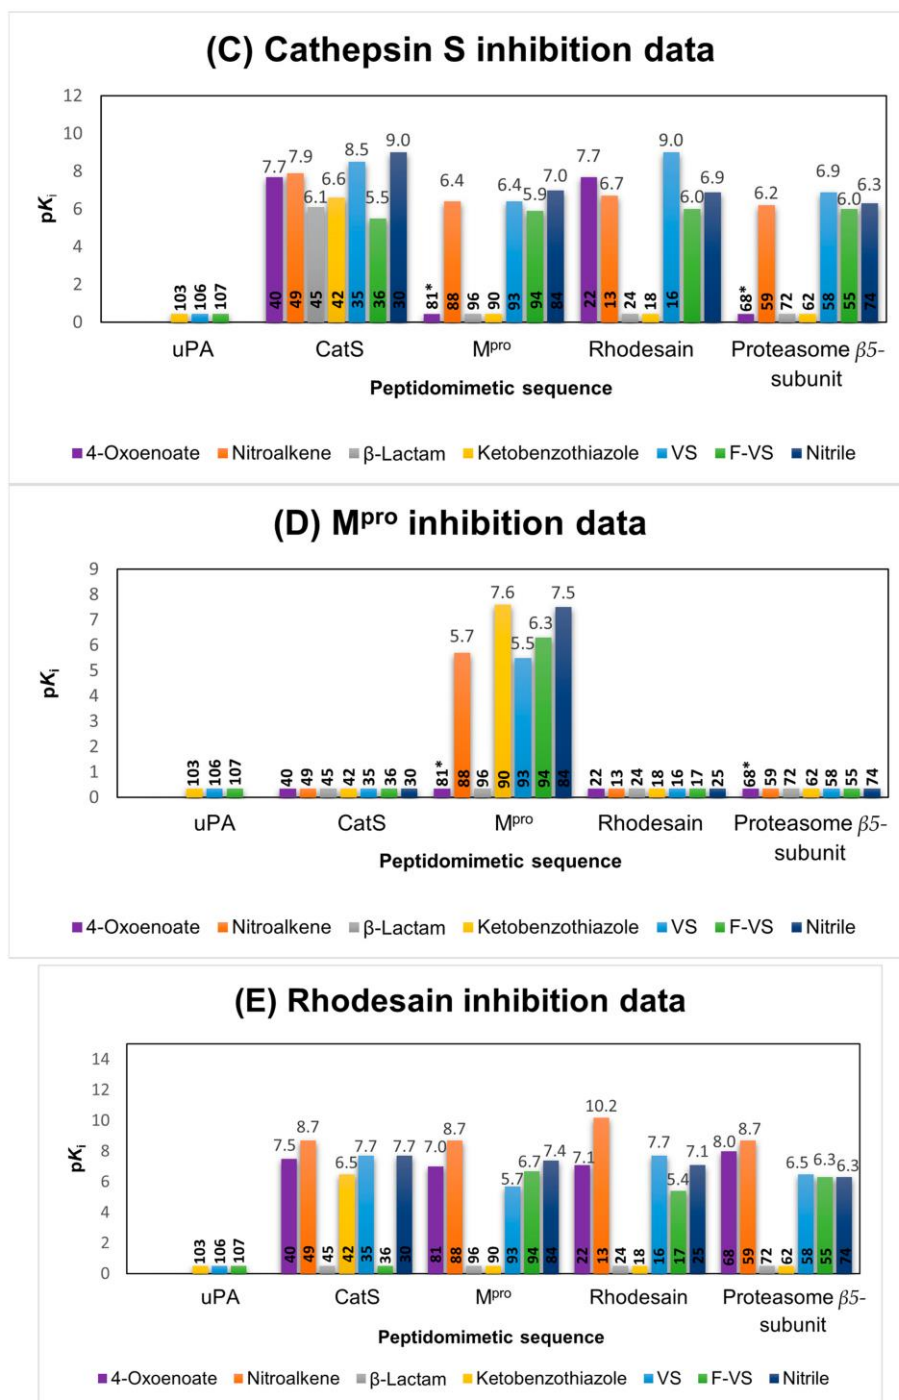 (C) Cathepsin S inhibition data
12
10
8
6
4
2
0
pKi
103 106 107
7.7 7.9 6.1 6.6 8.5 5.5 9.0
40 49 45 42 35 36 30
6.4 6.4 5.9 7.0
81* 88 96 90 93 94 84
7.7 6.7 9.0 6.0 6.9
22 13 24 18 16
6.2 6.9 6.0 6.3
68* 59 72 62 58 55 74
uPA CatS Mpro Rhodesain Proteasome β5-
subunit
Peptidomimetic sequence
4-Oxoenoate Nitroalkene β-Lactam Ketobenzothiazole VS F-VS Nitrile
(D) Mpro inhibition data
9
8
7
6
5
4
3
2
1
0
pKi
103 106 107
40 49 45 42 35 36 30
5.7 7.6 5.5 6.3 7.5
81* 88 96 90 93 94 84
22 13 24 18 16 17 25
68* 59 72 62 58 55 74
uPA CatS Mpro Rhodesain Proteasome β5-
subunit
Peptidomimetic sequence
4-Oxoenoate Nitroalkene β-Lactam Ketobenzothiazole VS F-VS Nitrile
(E) Rhodesain inhibition data
14
12
10
8
6
4
2
0
pKi
103 106 107
7.5 8.7 6.5 7.7 7.7
40 49 45 42 35 36 30
7.0 8.7 5.7 6.7 7.4
81 88 96 90 93 94 84
7.1 10.2 7.7 5.4 7.1
22 13 24 18 16 17 25
8.0 8.7 6.5 6.3 6.3
68 59 72 62 58 55 74
uPA CatS Mpro Rhodesain Proteasome β5-
subunit
Peptidomimetic sequence
4-Oxoenoate Nitroalkene β-Lactam Ketobenzothiazole VS F-VS Nitrile